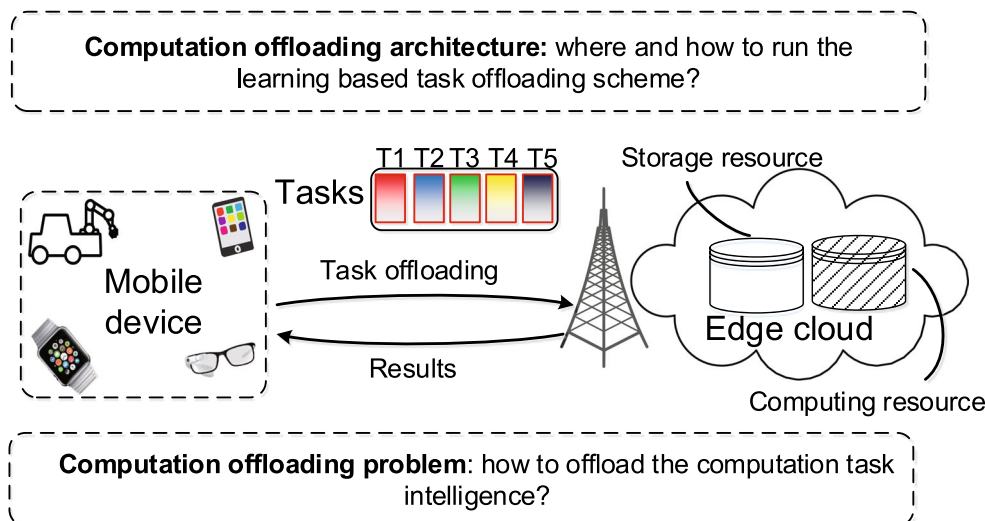 Computation offloading architecture: where and how to run the
learning based task offloading scheme?
T1 T2 T3 T4 T5
Tasks
Storage resource
Mobile
device
Task offloading
Results
Edge cloud
Computing resource
Computation offloading problem: how to offload the computation task
intelligence?